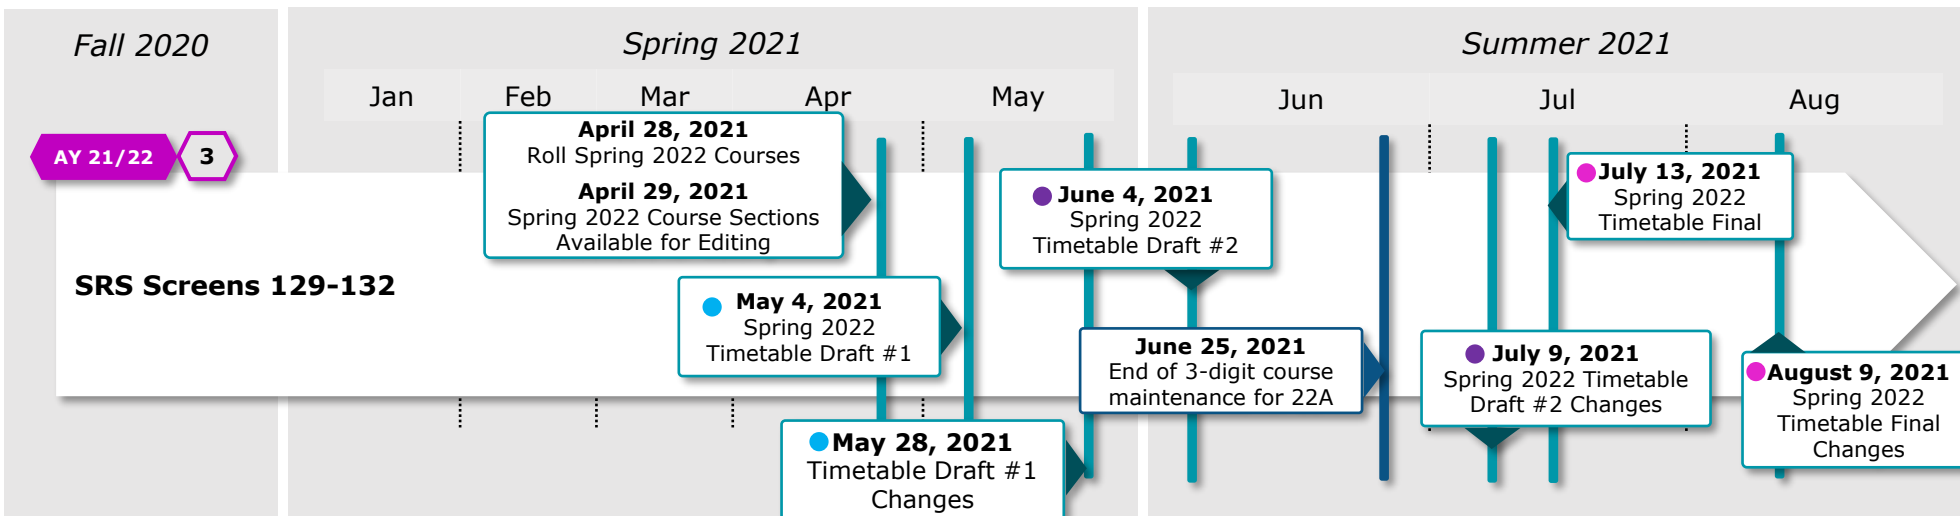 Fall 2020
Spring 2021
Summer 2021
Jan
Feb
Mar
Apr
May
Jun
Jul
Aug
AY 21/22
3
SRS Screens 129-132
April 28, 2021
Roll Spring 2022 Courses
April 29, 2021
Spring 2022 Course Sections
Available for Editing
May 4, 2021
Spring 2022
Timetable Draft #1
May 28, 2021
Timetable Draft #1
Changes
June 4, 2021
Spring 2022
Timetable Draft #2
June 25, 2021
End of 3-digit course
maintenance for 22A
July 9, 2021
Spring 2022 Timetable
Draft #2 Changes
July 13, 2021
Spring 2022
Timetable Final
August 9, 2021
Spring 2022
Timetable Final
Changes